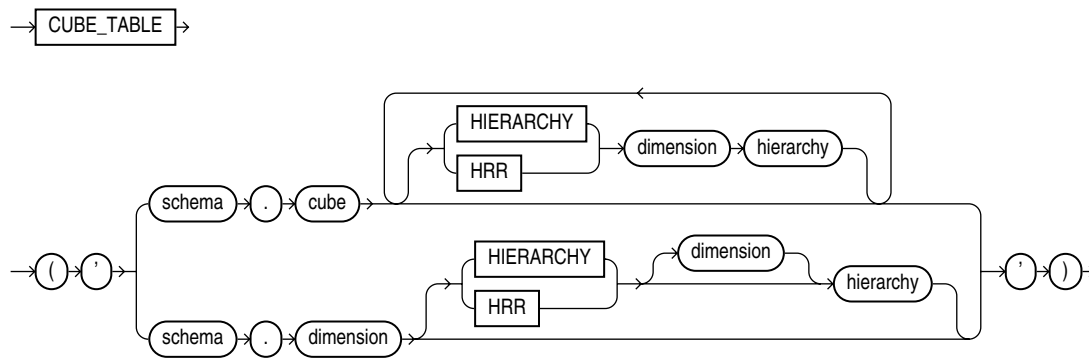 CUBE_TABLE
HIERARCHY
HRR
dimension hierarchy
schema . cube
( '
HIERARCHY
HRR
dimension
hierarchy
' )
schema . dimension